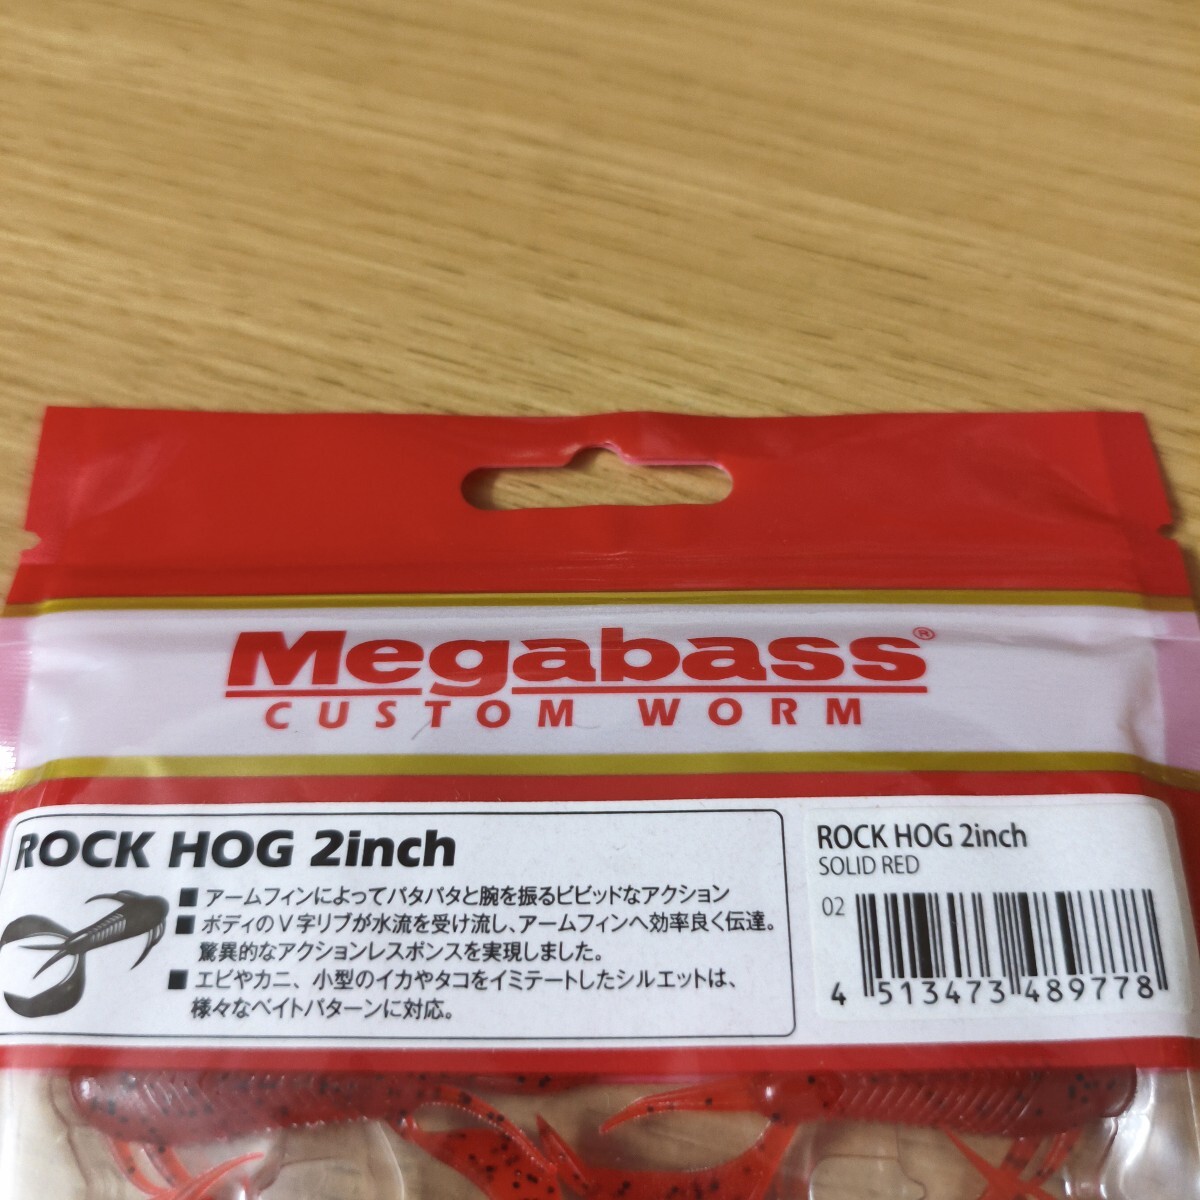 Megabass®
CUSTOM WORM
ROCK HOG 2inch
■ アームフィンによってパタパタと腕を振るビビッドなアクション
■ ボディのV字リブが水流を受け流し、アームフィンへ効率良く伝達。
驚異的なアクションレスポンスを実現しました。
■ エビやカニ、小型のイカやタコをイミテートしたシルエットは、
様々なベイトパターンに対応。
ROCK HOG 2inch
SOLID RED
02
4 513473 489778